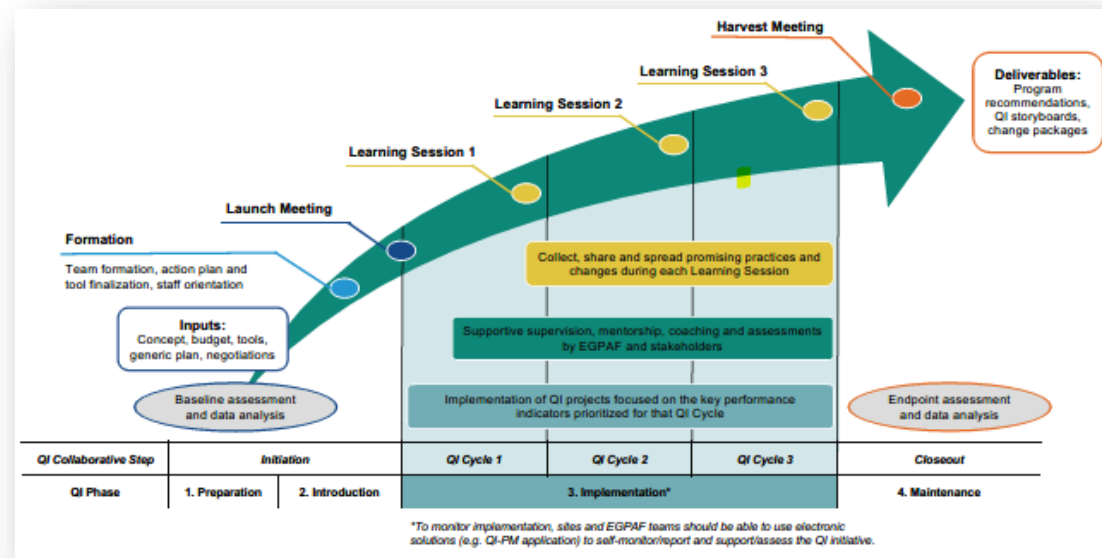 Harvest Meeting
Deliverables:
Program
recommendations,
QI storyboards,
change packages
Learning Session 3
Learning Session 2
Learning Session 1
Launch Meeting
Formation
Team formation, action plan and
tool finalization, staff orientation
Inputs:
Concept, budget, tools,
generic plan, negotiations
Collect, share and spread promising practices and
changes during each Learning Session
Supportive supervision, mentorship, coaching and assessments
by EGPAF and stakeholders
Baseline assessment
and data analysis
Implementation of QI projects focused on the key performance
indicators prioritized for that QI Cycle
Endpoint assessment
and data analysis
QI Collaborative Step Initiation QI Cycle 1 QI Cycle 2 QI Cycle 3 Closeout
QI Phase 1. Preparation 2. Introduction 3. Implementation* 4. Maintenance
*To monitor implementation, sites and EGPAF teams should be able to use electronic
solutions (e.g. QI-PM application) to self-monitor/report and support/assess the QI initiative.